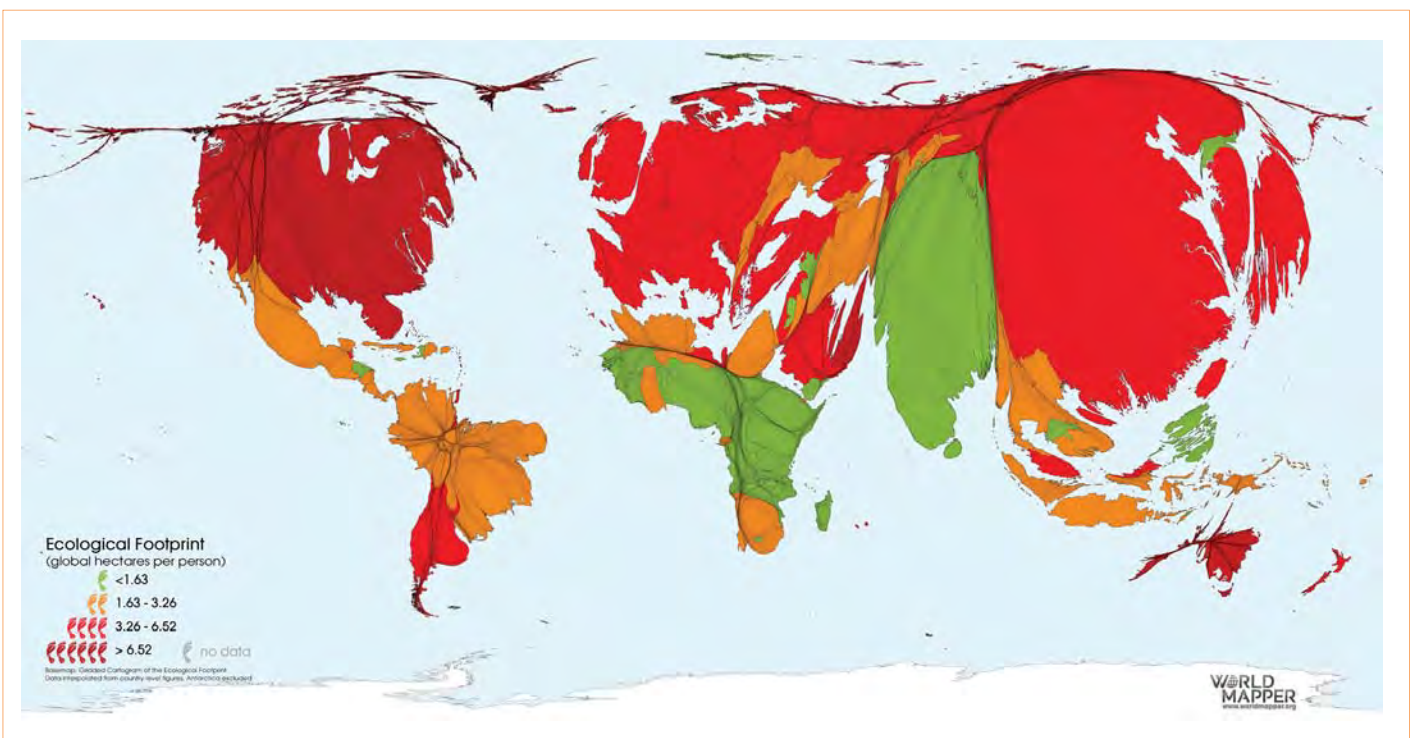 Ecological Footprint
(global hectares per person)
<1.63
1.63 - 3.26
3.26 - 6.52
> 6.52
no data
Basemap: Gridded Cartogram of the Ecological Footprint
Data interpolated from country level figures, Antarctica excluded
WORLD
MAPPER
www.worldmapper.org